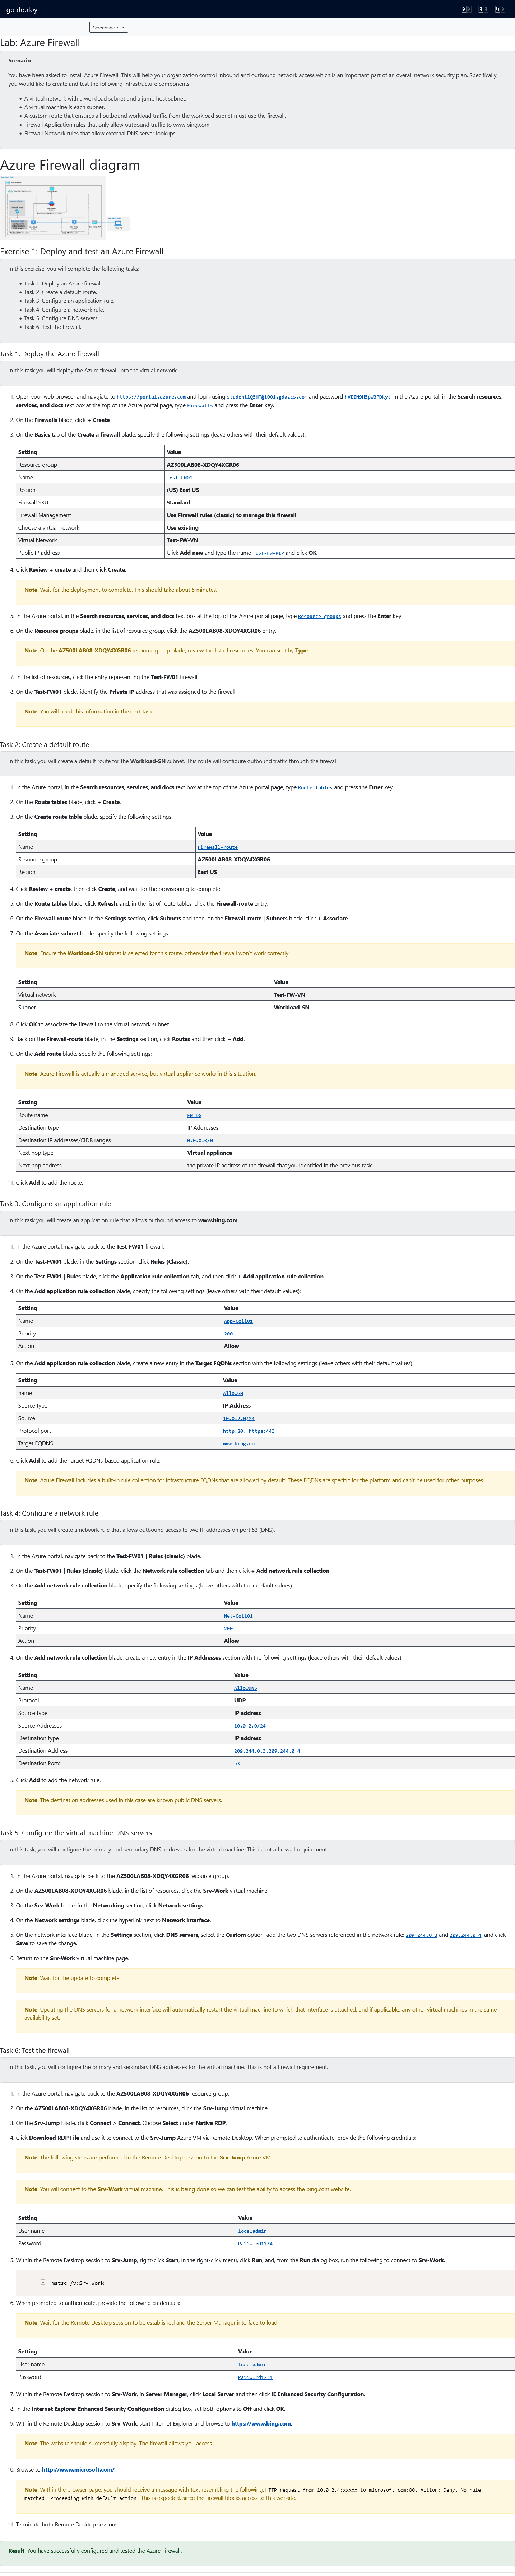 go deploy
Screenshots
Lab: Azure Firewall
Scenario
You have been asked to install Azure Firewall. This will help your organization control inbound and outbound network access which is an important part of an overall network security plan. Specifically, you would like to create and test the following infrastructure components:
• A virtual network with a workload subnet and a jump host subnet.
• A virtual machine is each subnet.
• A custom route that ensures all outbound workload traffic from the workload subnet must use the firewall.
• Firewall Application rules that only allow outbound traffic to www.bing.com.
• Firewall Network rules that allow external DNS server lookups.
Azure Firewall diagram
Exercise 1: Deploy and test an Azure Firewall
In this exercise, you will complete the following tasks:
• Task 1: Deploy an Azure firewall.
• Task 2: Create a default route.
• Task 3: Configure an application rule.
• Task 4: Configure a network rule.
• Task 5: Configure DNS servers.
• Task 6: Test the firewall.
Task 1: Deploy the Azure firewall
In this task you will deploy the Azure firewall into the virtual network.
1. Open your web browser and navgiate to https://portal.azure.com and login using and password . In the Azure portal, in the Search resources, services, and docs text box at the top of the Azure portal page, type Firewalls and press the Enter key.
2. On the Firewalls blade, click + Create
3. On the Basics tab of the Create a firewall blade, specify the following settings (leave others with their default values):
Setting Value
Resource group AZ500LAB08-XDQY4XGR06
Name Test-FW01
Region (US) East US
Firewall SKU Standard
Firewall Management Use Firewall rules (classic) to manage this firewall
Choose a virtual network Use existing
Virtual Network Test-FW-VN
Public IP address Click Add new and type the name TEST-FW-PIP and click OK
4. Click Review + create and then click Create.
Note: Wait for the deployment to complete. This should take about 5 minutes.
5. In the Azure portal, in the Search resources, services, and docs text box at the top of the Azure portal page, type Resource groups and press the Enter key.
6. On the Resource groups blade, in the list of resource group, click the AZ500LAB08-XDQY4XGR06 entry.
Note: On the AZ500LAB08-XDQY4XGR06 resource group blade, review the list of resources. You can sort by Type.
7. In the list of resources, click the entry representing the Test-FW01 firewall.
8. On the Test-FW01 blade, identify the Private IP address that was assigned to the firewall.
Note: You will need this information in the next task.
Task 2: Create a default route
In this task, you will create a default route for the Workload-SN subnet. This route will configure outbound traffic through the firewall.
1. In the Azure portal, in the Search resources, services, and docs text box at the top of the Azure portal page, type Route tables and press the Enter key.
2. On the Route tables blade, click + Create.
3. On the Create route table blade, specify the following settings:
Setting Value
Name Firewall-route
Resource group AZ500LAB08-XDQY4XGR06
Region East US
4. Click Review + create, then click Create, and wait for the provisioning to complete.
5. On the Route tables blade, click Refresh, and, in the list of route tables, click the Firewall-route entry.
6. On the Firewall-route blade, in the Settings section, click Subnets and then, on the Firewall-route | Subnets blade, click + Associate.
7. On the Associate subnet blade, specify the following settings:
Note: Ensure the Workload-SN subnet is selected for this route, otherwise the firewall won't work correctly.
Setting Value
Virtual network Test-FW-VN
Subnet Workload-SN
8. Click OK to associate the firewall to the virtual network subnet.
9. Back on the Firewall-route blade, in the Settings section, click Routes and then click + Add.
10. On the Add route blade, specify the following settings:
Note: Azure Firewall is actually a managed service, but virtual appliance works in this situation.
Setting Value
Route name FW-DG
Destination type IP Addresses
Destination IP addresses/CIDR ranges 0.0.0.0/0
Next hop type Virtual appliance
Next hop address the private IP address of the firewall that you identified in the previous task
11. Click Add to add the route.
Task 3: Configure an application rule
In this task you will create an application rule that allows outbound access to www.bing.com.
1. In the Azure portal, navigate back to the Test-FW01 firewall.
2. On the Test-FW01 blade, in the Settings section, click Rules (Classic).
3. On the Test-FW01 | Rules blade, click the Application rule collection tab, and then click + Add application rule collection.
4. On the Add application rule collection blade, specify the following settings (leave others with their default values):
Setting Value
Name App-Coll01
Priority 200
Action Allow
5. On the Add application rule collection blade, create a new entry in the Target FQDNs section with the following settings (leave others with their default values):
Setting Value
name AllowGH
Source type IP Address
Source 10.0.2.0/24
Protocol port http:80, https:443
Target FQDNS www.bing.com
6. Click Add to add the Target FQDNs-based application rule.
Note: Azure Firewall includes a built-in rule collection for infrastructure FQDNs that are allowed by default. These FQDNs are specific for the platform and can't be used for other purposes.
Task 4: Configure a network rule
In this task, you will create a network rule that allows outbound access to two IP addresses on port 53 (DNS).
1. In the Azure portal, navigate back to the Test-FW01 | Rules (classic) blade.
2. On the Test-FW01 | Rules (classic) blade, click the Network rule collection tab and then click + Add network rule collection.
3. On the Add network rule collection blade, specify the following settings (leave others with their default values):
Setting Value
Name Net-Coll01
Priority 200
Action Allow
4. On the Add network rule collection blade, create a new entry in the IP Addresses section with the following settings (leave others with their default values):
Setting Value
Name AllowDNS
Protocol UDP
Source type IP address
Source Addresses 10.0.2.0/24
Destination type IP address
Destination Address 209.244.0.3,209.244.0.4
Destination Ports 53
5. Click Add to add the network rule.
Note: The destination addresses used in this case are known public DNS servers.
Task 5: Configure the virtual machine DNS servers
In this task, you will configure the primary and secondary DNS addresses for the virtual machine. This is not a firewall requirement.
1. In the Azure portal, navigate back to the AZ500LAB08-XDQY4XGR06 resource group.
2. On the AZ500LAB08-XDQY4XGR06 blade, in the list of resources, click the Srv-Work virtual machine.
3. On the Srv-Work blade, in the Networking section, click Network settings.
4. On the Network settings blade, click the hyperlink next to Network interface.
5. On the network interface blade, in the Settings section, click DNS servers, select the Custom option, add the two DNS servers referenced in the network rule: 209.244.0.3 and 209.244.0.4, and click Save to save the change.
6. Return to the Srv-Work virtual machine page.
Note: Wait for the update to complete.
Note: Updating the DNS servers for a network interface will automatically restart the virtual machine to which that interface is attached, and if applicable, any other virtual machines in the same availability set.
Task 6: Test the firewall
In this task, you will configure the primary and secondary DNS addresses for the virtual machine. This is not a firewall requirement.
1. In the Azure portal, navigate back to the AZ500LAB08-XDQY4XGR06 resource group.
2. On the AZ500LAB08-XDQY4XGR06 blade, in the list of resources, click the Srv-Jump virtual machine.
3. On the Srv-Jump blade, click Connect > Connect. Choose Select under Native RDP.
4. Click Download RDP File and use it to connect to the Srv-Jump Azure VM via Remote Desktop. When prompted to authenticate, provide the following credntials:
Note: The following steps are performed in the Remote Desktop session to the Srv-Jump Azure VM.
Note: You will connect to the Srv-Work virtual machine. This is being done so we can test the ability to access the bing.com website.
Setting Value
User name localadmin
Password Pa55w.rd1234
5. Within the Remote Desktop session to Srv-Jump, right-click Start, in the right-click menu, click Run, and, from the Run dialog box, run the following to connect to Srv-Work.
mstsc /v:Srv-Work
6. When prompted to authenticate, provide the following credentials:
Note: Wait for the Remote Desktop session to be established and the Server Manager interface to load.
Setting Value
User name localadmin
Password Pa55w.rd1234
7. Within the Remote Desktop session to Srv-Work, in Server Manager, click Local Server and then click IE Enhanced Security Configuration.
8. In the Internet Explorer Enhanced Security Configuration dialog box, set both options to Off and click OK.
9. Within the Remote Desktop session to Srv-Work, start Internet Explorer and browse to https://www.bing.com.
Note: The website should successfully display. The firewall allows you access.
10. Browse to http://www.microsoft.com/
Note: Within the browser page, you should receive a message with text resembling the following: HTTP request from 10.0.2.4:xxxxx to microsoft.com:80. Action: Deny. No rule matched. Proceeding with default action. This is expected, since the firewall blocks access to this website.
11. Terminate both Remote Desktop sessions.
Result: You have successfully configured and tested the Azure Firewall.